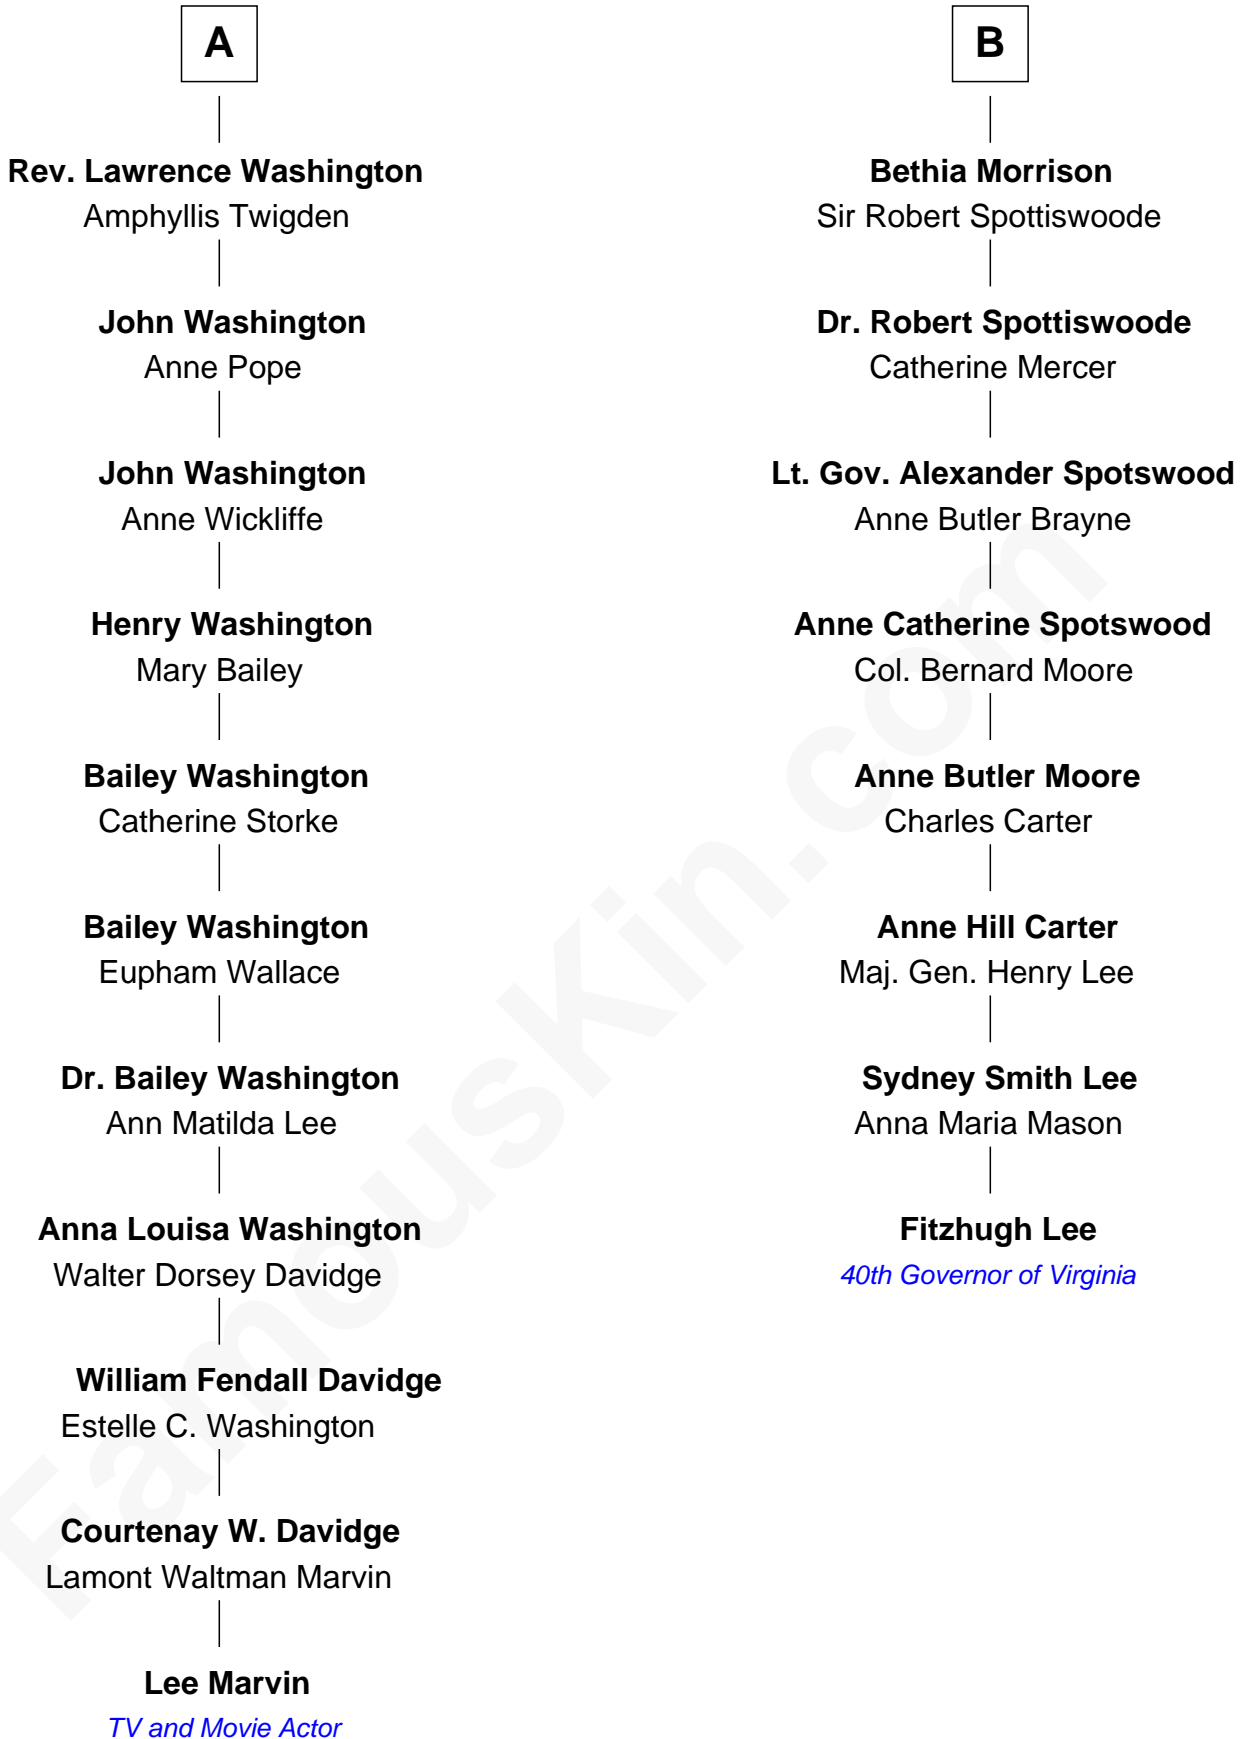 A
Rev. Lawrence Washington
Amphyllis Twigden
John Washington
Anne Pope
John Washington
Anne Wickliffe
Henry Washington
Mary Bailey
Bailey Washington
Catherine Storke
Bailey Washington
Eupham Wallace
Dr. Bailey Washington
Ann Matilda Lee
Anna Louisa Washington
Walter Dorsey Davidge
William Fendall Davidge
Estelle C. Washington
Courtenay W. Davidge
Lamont Waltman Marvin
Lee Marvin
TV and Movie Actor
B
Bethia Morrison
Sir Robert Spottiswoode
Dr. Robert Spottiswoode
Catherine Mercer
Lt. Gov. Alexander Spotswood
Anne Butler Brayne
Anne Catherine Spotswood
Col. Bernard Moore
Anne Butler Moore
Charles Carter
Anne Hill Carter
Maj. Gen. Henry Lee
Sydney Smith Lee
Anna Maria Mason
Fitzhugh Lee
40th Governor of Virginia
FamousKin.com